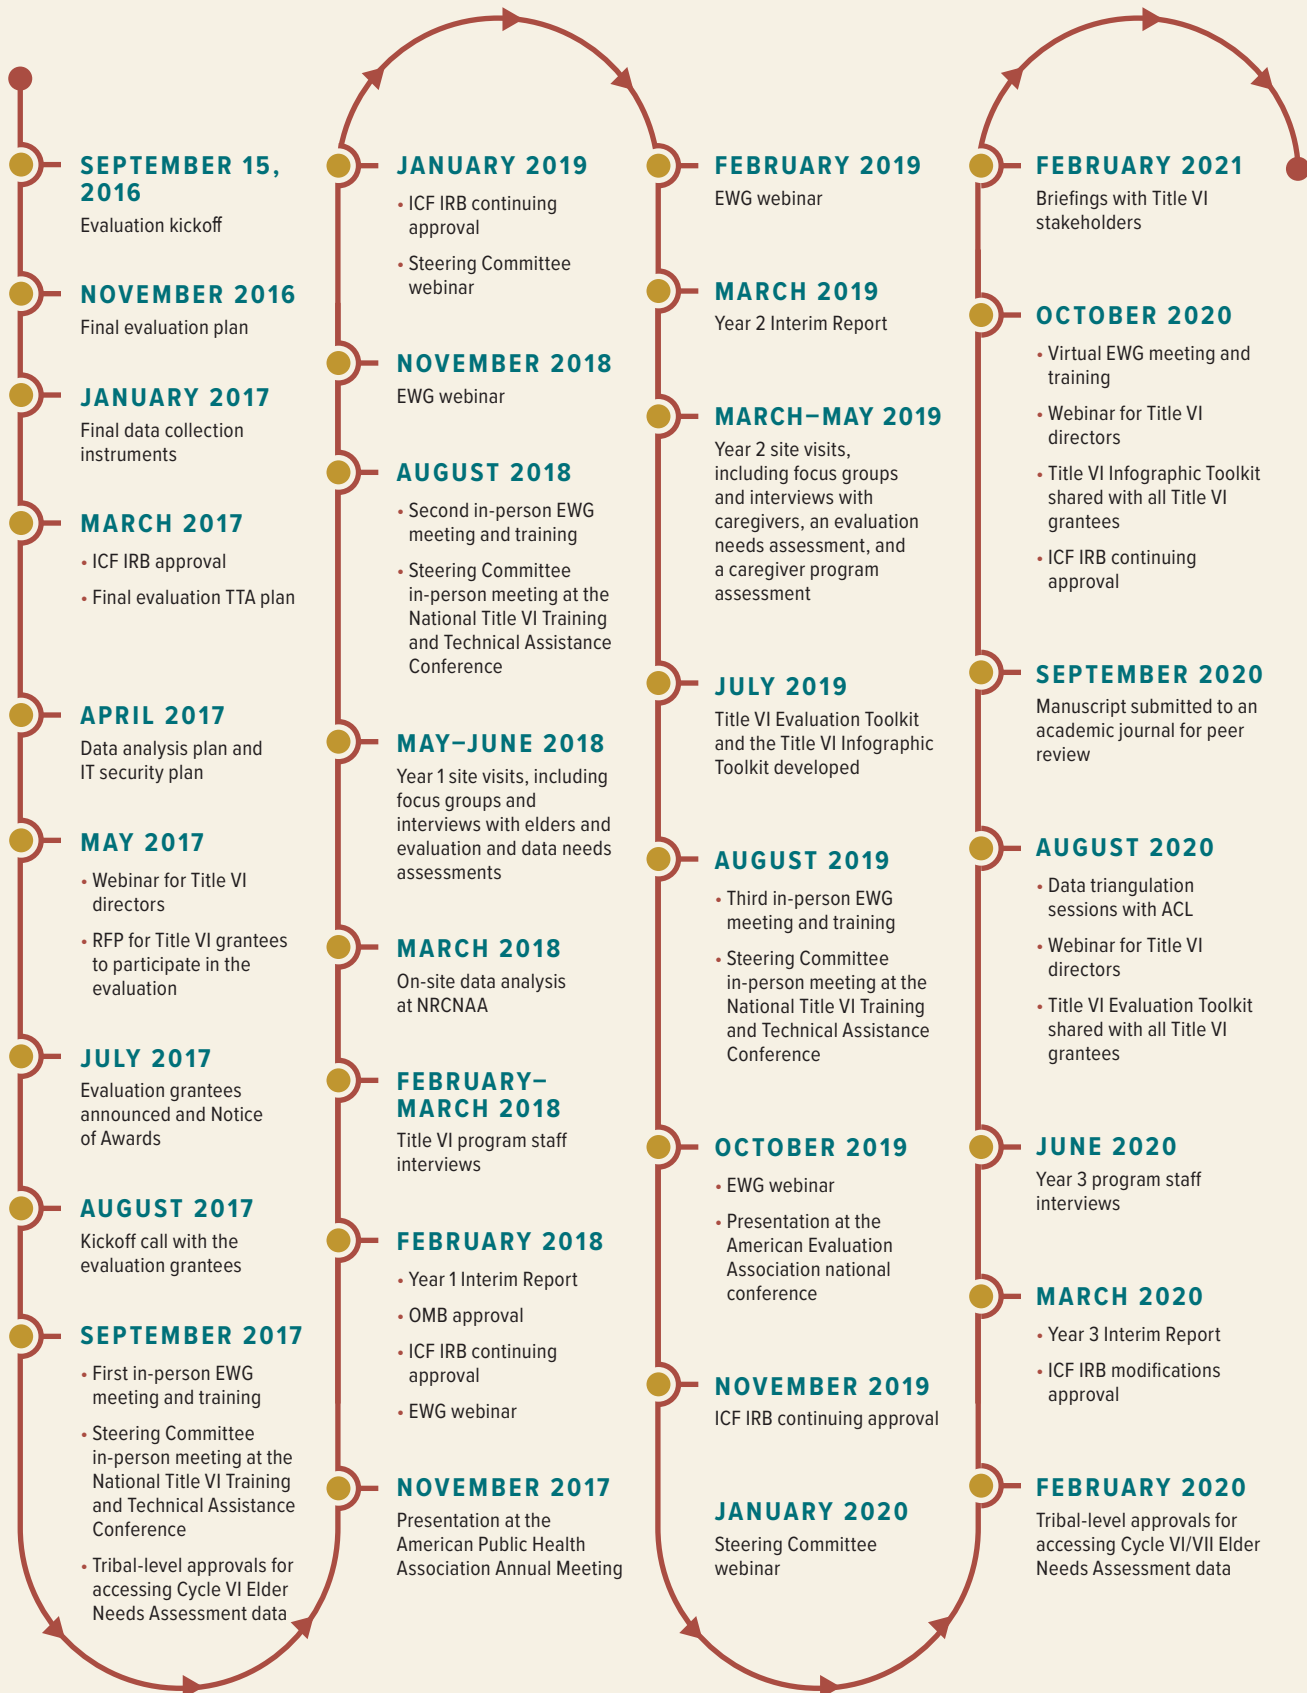 SEPTEMBER 15,
2016
Evaluation kickoff
NOVEMBER 2016
Final evaluation plan
JANUARY 2017
Final data collection
instruments
MARCH 2017
• ICF IRB approval
• Final evaluation TTA plan
APRIL 2017
Data analysis plan and
IT security plan
MAY 2017
• Webinar for Title VI
directors
• RFP for Title VI grantees
to participate in the
evaluation
JULY 2017
Evaluation grantees
announced and Notice
of Awards
AUGUST 2017
Kickoff call with the
evaluation grantees
SEPTEMBER 2017
• First in-person EWG
meeting and training
• Steering Committee
in-person meeting at the
National Title VI Training
and Technical Assistance
Conference
• Tribal-level approvals for
accessing Cycle VI Elder
Needs Assessment data
JANUARY 2019
• ICF IRB continuing
approval
• Steering Committee
webinar
NOVEMBER 2018
EWG webinar
AUGUST 2018
• Second in-person EWG
meeting and training
• Steering Committee
in-person meeting at the
National Title VI Training
and Technical Assistance
Conference
MAY–JUNE 2018
Year 1 site visits, including
focus groups and
interviews with elders and
evaluation and data needs
assessments
MARCH 2018
On-site data analysis
at NRCNAA
FEBRUARY–
MARCH 2018
Title VI program staff
interviews
FEBRUARY 2018
• Year 1 Interim Report
• OMB approval
• ICF IRB continuing
approval
• EWG webinar
NOVEMBER 2017
Presentation at the
American Public Health
Association Annual Meeting
FEBRUARY 2019
EWG webinar
MARCH 2019
Year 2 Interim Report
MARCH–MAY 2019
Year 2 site visits,
including focus groups
and interviews with
caregivers, an evaluation
needs assessment, and
a caregiver program
assessment
JULY 2019
Title VI Evaluation Toolkit
and the Title VI Infographic
Toolkit developed
AUGUST 2019
• Third in-person EWG
meeting and training
• Steering Committee
in-person meeting at the
National Title VI Training
and Technical Assistance
Conference
OCTOBER 2019
• EWG webinar
• Presentation at the
American Evaluation
Association national
conference
NOVEMBER 2019
ICF IRB continuing approval
JANUARY 2020
Steering Committee
webinar
FEBRUARY 2021
Briefings with Title VI
stakeholders
OCTOBER 2020
• Virtual EWG meeting and
training
• Webinar for Title VI
directors
• Title VI Infographic Toolkit
shared with all Title VI
grantees
• ICF IRB continuing
approval
SEPTEMBER 2020
Manuscript submitted to an
academic journal for peer
review
AUGUST 2020
• Data triangulation
sessions with ACL
• Webinar for Title VI
directors
• Title VI Evaluation Toolkit
shared with all Title VI
grantees
JUNE 2020
Year 3 program staff
interviews
MARCH 2020
• Year 3 Interim Report
• ICF IRB modifications
approval
FEBRUARY 2020
Tribal-level approvals for
accessing Cycle VI/VII Elder
Needs Assessment data